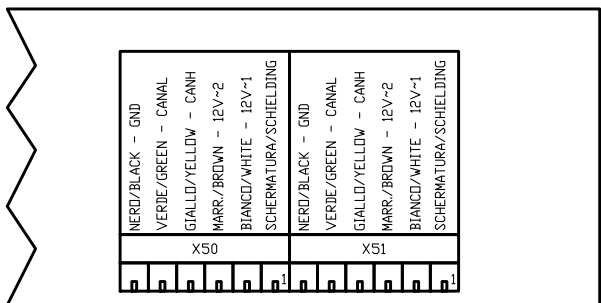 NERO/BLACK - GND
VERDE/GREEN - CANAL
GIALLO/YELLOW - CANH
MARR./BROWN - 12V~2
BIANCO/WHITE - 12V~1
SCHERMATURA/SCHIELDING
NERO/BLACK - GND
VERDE/GREEN - CANAL
GIALLO/YELLOW - CANH
MARR./BROWN - 12V~2
BIANCO/WHITE - 12V~1
SCHERMATURA/SCHIELDING
X50
X51
1
1